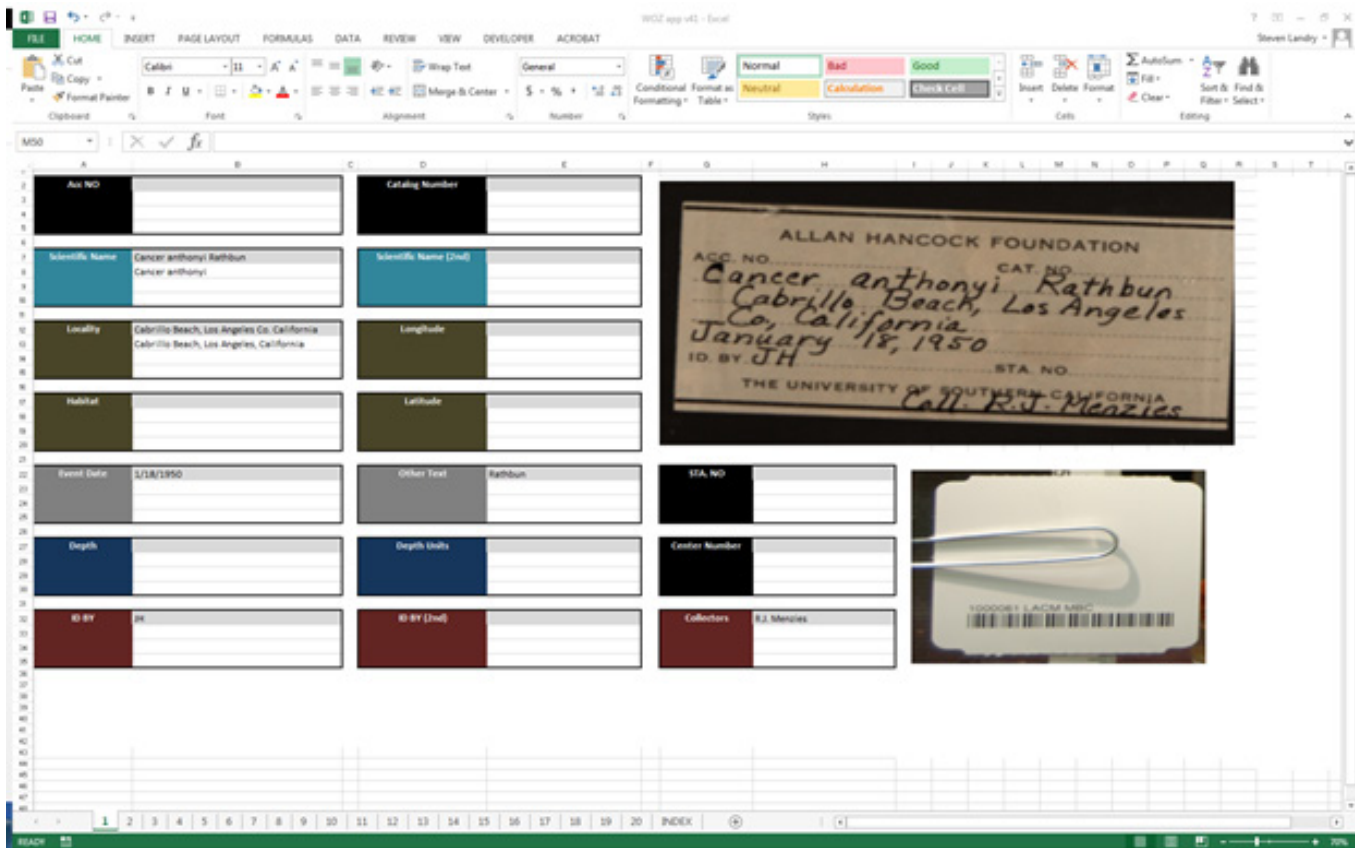 WOZ app v41 - Excel
FILE HOME INSERT PAGE LAYOUT FORMULAS DATA REVIEW VIEW DEVELOPER ACROBAT
Steven Landry
Paste
Cut
Copy
Format Painter
Clipboard
Calibri 11
B I U
Font
Wrap Text
Merge & Center
Alignment
General
$ % ,
Number
Conditional Formatting
Format as Table
Normal Bad Good
Neutral Calculation Check Cell
Styles
Insert Delete Format
Cells
AutoSum
Fill
Clear
Sort & Filter
Find & Select
Editing
M50
fx
A B C D E F G H I J K L M N O P Q R S T
Acc NO
Catalog Number
Scientific Name
Cancer anthonyi Rathbun
Cancer anthonyi
Scientific Name (2nd)
Locality
Cabrillo Beach, Los Angeles Co. California
Cabrillo Beach, Los Angeles, California
Longitude
Habitat
Latitude
Event Date
1/18/1950
Other Text
Rathbun
STA. NO
Depth
Depth Units
Center Number
ID BY
JH
ID BY (2nd)
Collectors
R.J. Menzies
ALLAN HANCOCK FOUNDATION
ACC. NO. CAT. NO.
Cancer anthonyi Rathbun
Cabrillo Beach, Los Angeles
Co, California
January 18, 1950
ID. BY JH STA. NO.
THE UNIVERSITY OF SOUTHERN CALIFORNIA
Coll. R.J. Menzies
1000061 LACM MBC
1 2 3 4 5 6 7 8 9 10 11 12 13 14 15 16 17 18 19 20 INDEX
READY
70%